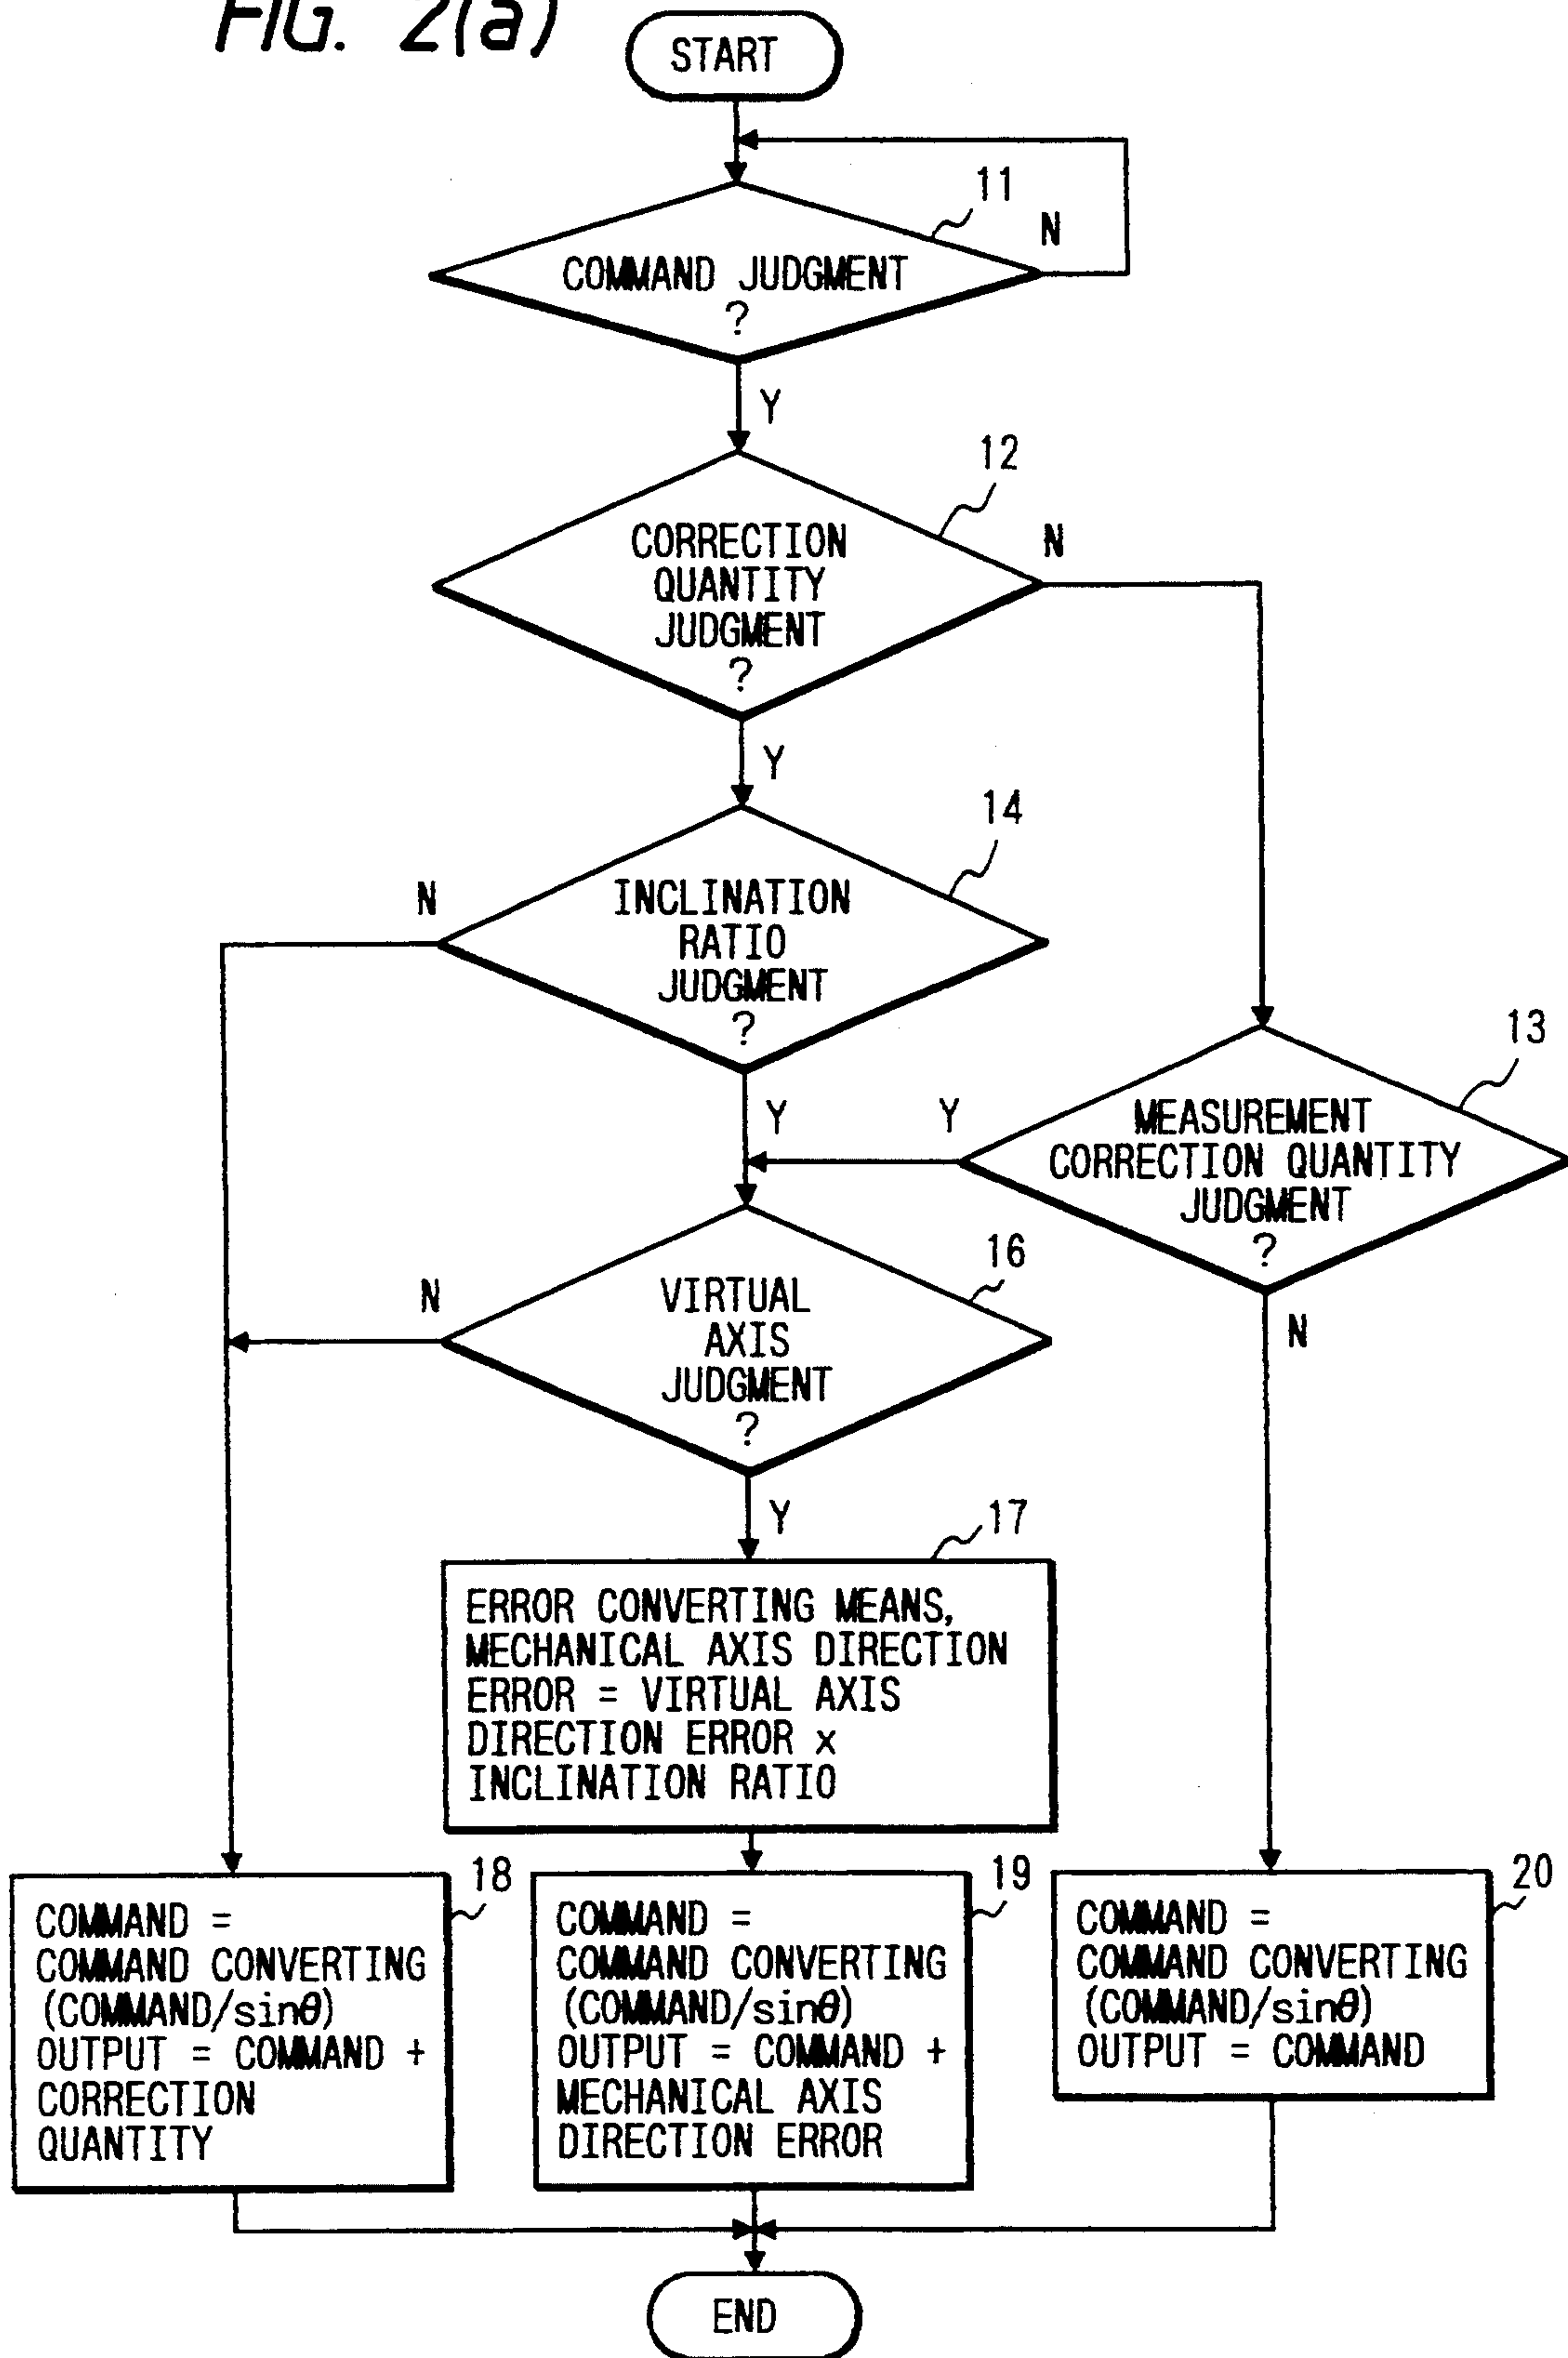 FIG. 2(a)
START
11
N
COMMAND JUDGMENT
?
Y
12
N
CORRECTION
QUANTITY
JUDGMENT
?
Y
14
N
INCLINATION
RATIO
JUDGMENT
?
13
Y
Y
MEASUREMENT
CORRECTION QUANTITY
JUDGMENT
?
16
N
VIRTUAL
AXIS
JUDGMENT
?
N
Y
17
ERROR CONVERTING MEANS,
MECHANICAL AXIS DIRECTION
ERROR = VIRTUAL AXIS
DIRECTION ERROR x
INCLINATION RATIO
18
COMMAND =
COMMAND CONVERTING
(COMMAND/sinθ)
OUTPUT = COMMAND +
CORRECTION
QUANTITY
19
COMMAND =
COMMAND CONVERTING
(COMMAND/sinθ)
OUTPUT = COMMAND +
MECHANICAL AXIS
DIRECTION ERROR
20
COMMAND =
COMMAND CONVERTING
(COMMAND/sinθ)
OUTPUT = COMMAND
END